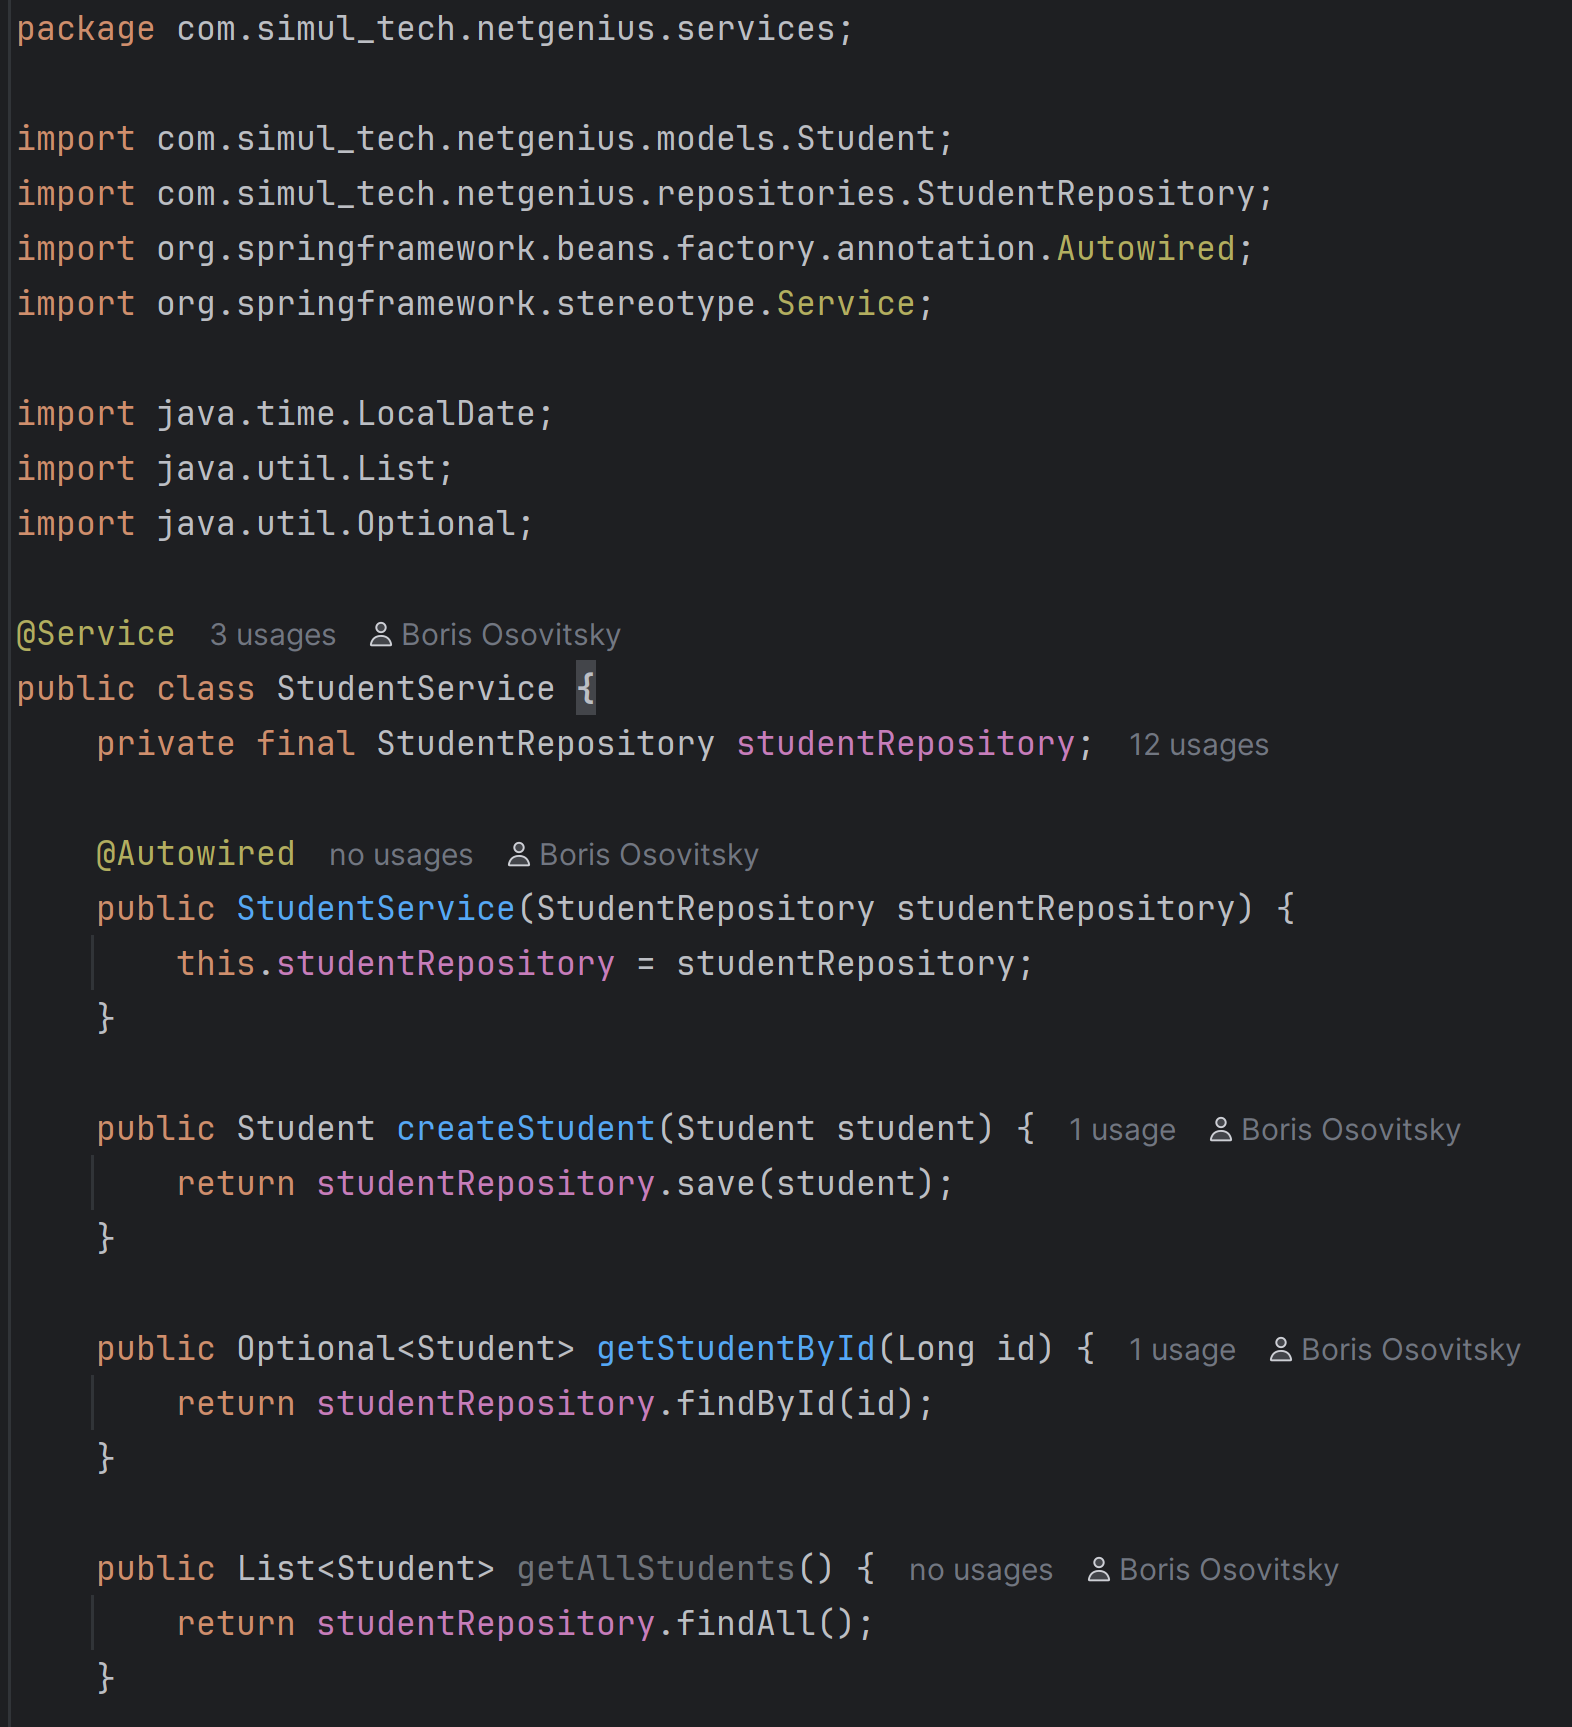 package com.simul_tech.netgenius.services;
import com.simul_tech.netgenius.models.Student;
import com.simul_tech.netgenius.repositories.StudentRepository;
import org.springframework.beans.factory.annotation.Autowired;
import org.springframework.stereotype.Service;
import java.time.LocalDate;
import java.util.List;
import java.util.Optional;
@Service 3 usages Boris Osovitsky
public class StudentService {
private final StudentRepository studentRepository; 12 usages
@Autowired no usages Boris Osovitsky
public StudentService(StudentRepository studentRepository) {
this.studentRepository = studentRepository;
}
public Student createStudent(Student student) { 1 usage Boris Osovitsky
return studentRepository.save(student);
}
public Optional<Student> getStudentById(Long id) { 1 usage Boris Osovitsky
return studentRepository.findById(id);
}
public List<Student> getAllStudents() { no usages Boris Osovitsky
return studentRepository.findAll();
}